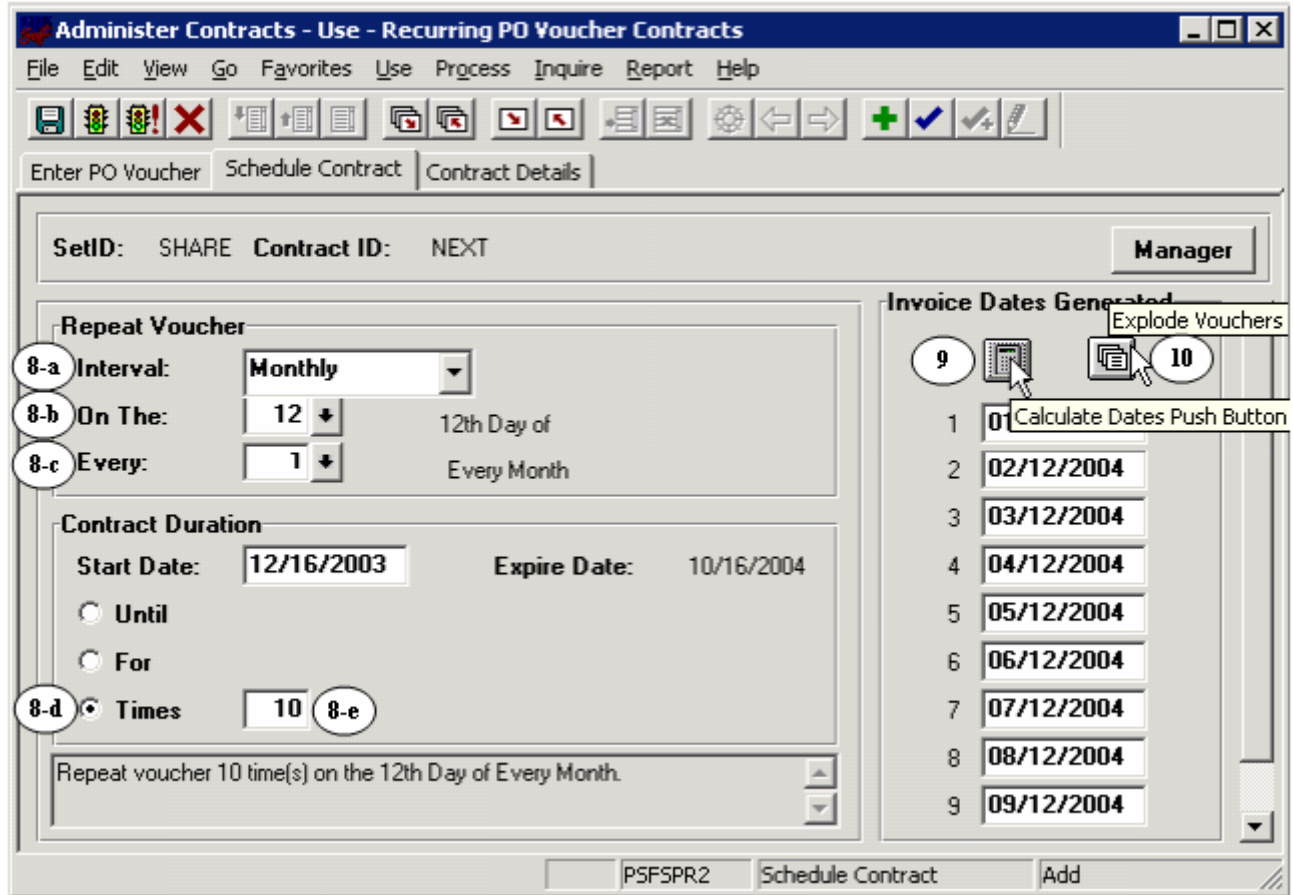 Administer Contracts - Use - Recurring PO Voucher Contracts
File Edit View Go Favorites Use Process Inquire Report Help
Enter PO Voucher Schedule Contract Contract Details
SetID: SHARE Contract ID: NEXT Manager
Repeat Voucher
8-a Interval: Monthly
8-b On The: 12 12th Day of
8-c Every: 1 Every Month
Contract Duration
Start Date: 12/16/2003 Expire Date: 10/16/2004
Until
For
8-d Times 10 8-e
Repeat voucher 10 time(s) on the 12th Day of Every Month.
Invoice Dates Generated
Explode Vouchers
9 10
Calculate Dates Push Button
1 01
2 02/12/2004
3 03/12/2004
4 04/12/2004
5 05/12/2004
6 06/12/2004
7 07/12/2004
8 08/12/2004
9 09/12/2004
PSFSPR2 Schedule Contract Add